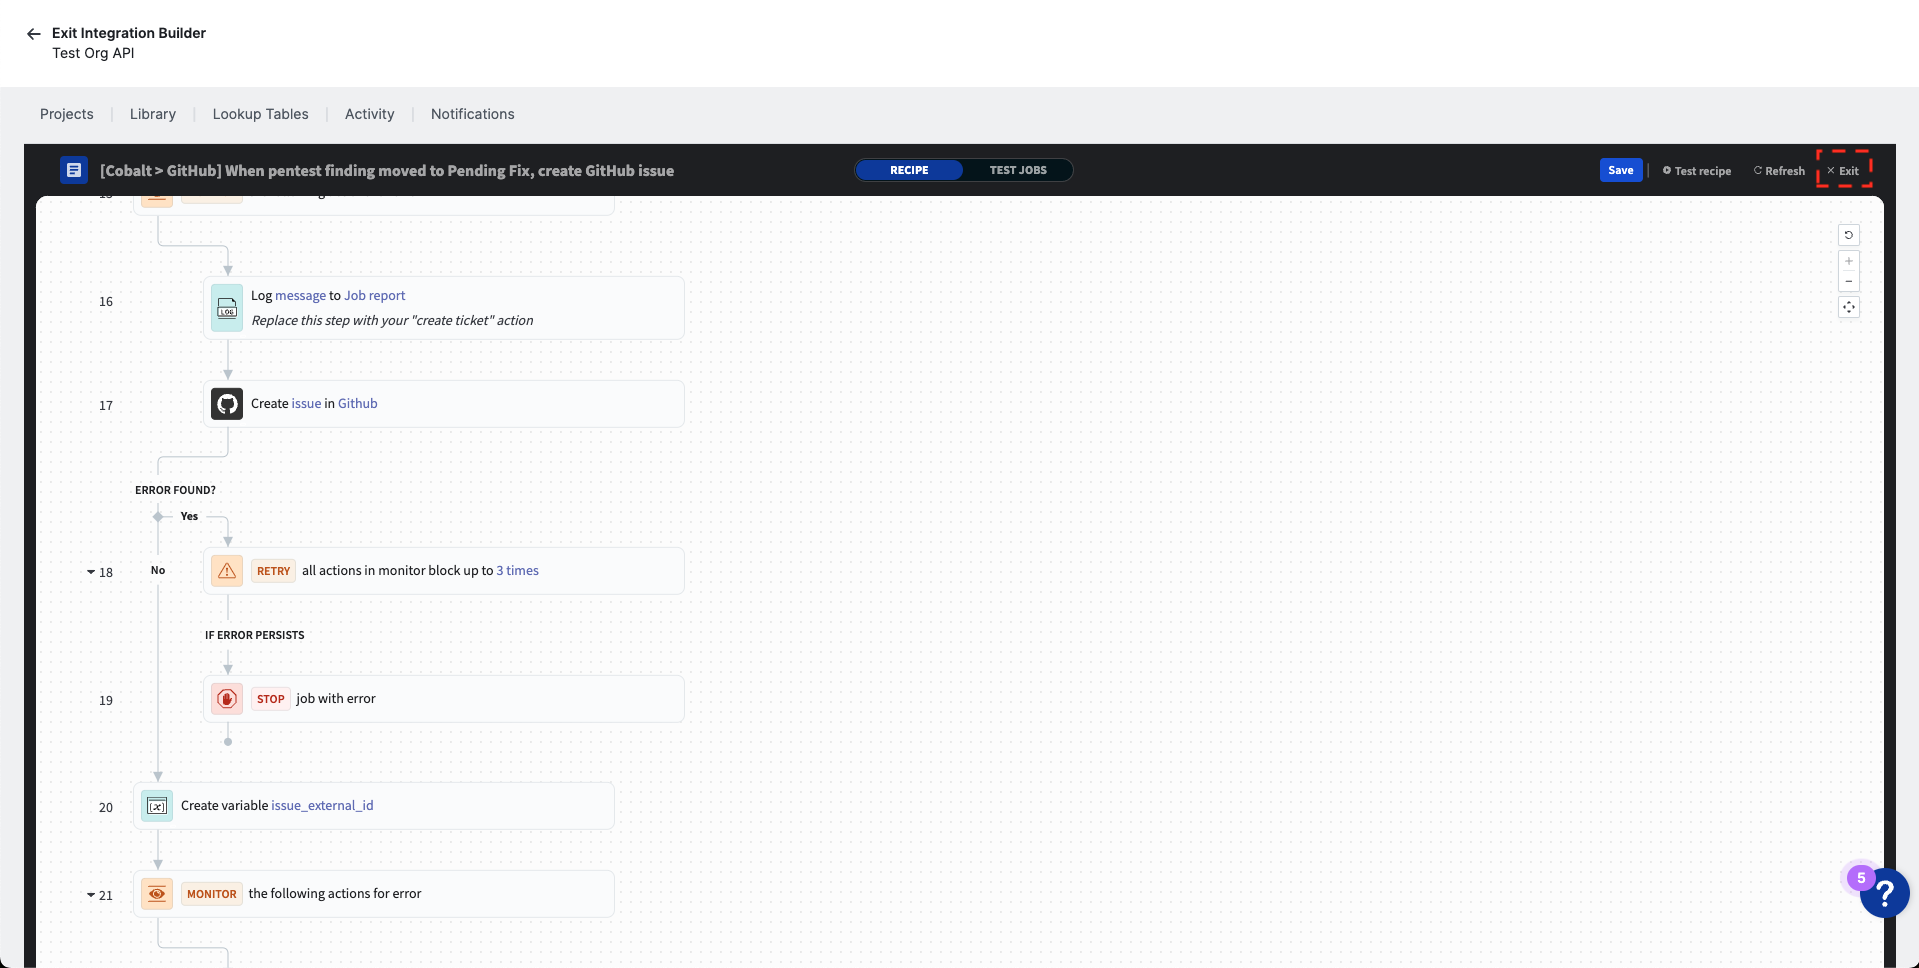 Exit Integration Builder
Test Org API
Projects
Library
Lookup Tables
Activity
Notifications
[Cobalt > GitHub] When pentest finding moved to Pending Fix, create GitHub issue
RECIPE
TEST JOBS
Save
Test recipe
Refresh
Exit
16
LOG
Log message to Job report
Replace this step with your "create ticket" action
17
Create issue in Github
ERROR FOUND?
Yes
18
No
RETRY all actions in monitor block up to 3 times
IF ERROR PERSISTS
19
STOP job with error
20
Create variable issue_external_id
21
MONITOR the following actions for error
5
?